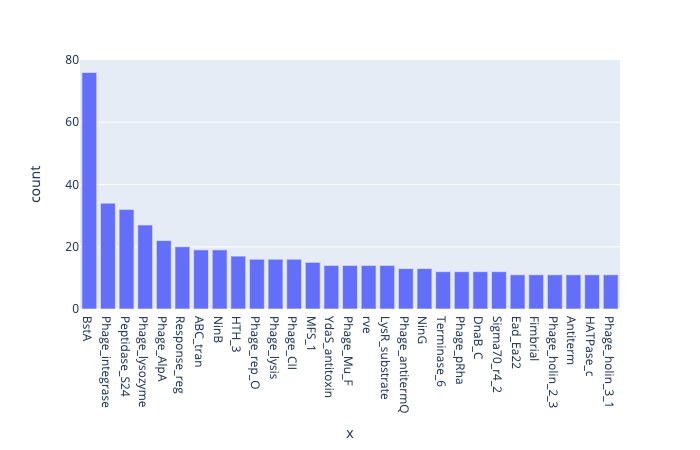 80
60
40
20
0
count
BstA
Phage_integrase
Peptidase_S24
Phage_lysozyme
Phage_AlpA
Response_reg
ABC_tran
NinB
HTH_3
Phage_rep_O
Phage_lysis
Phage_CII
MFS_1
YdaS_antitoxin
Phage_Mu_F
rve
LysR_substrate
Phage_antitermQ
NinG
Terminase_6
Phage_pRha
DnaB_C
Sigma70_r4_2
Ead_Ea22
Fimbrial
Phage_holin_2_3
Antiterm
HATPase_c
Phage_holin_3_1
x